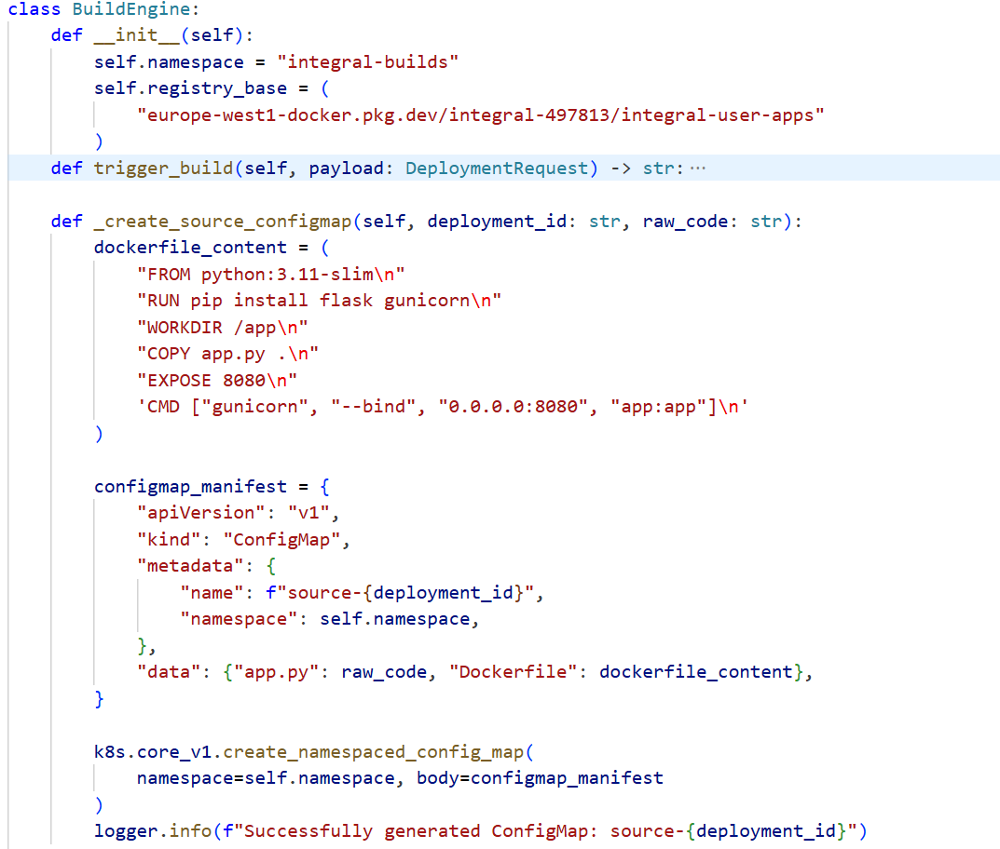 class BuildEngine:
    def __init__(self):
        self.namespace = "integral-builds"
        self.registry_base = (
            "europe-west1-docker.pkg.dev/integral-497813/integral-user-apps"
        )
    def trigger_build(self, payload: DeploymentRequest) -> str:···
    def _create_source_configmap(self, deployment_id: str, raw_code: str):
        dockerfile_content = (
            "FROM python:3.11-slim\n"
            "RUN pip install flask gunicorn\n"
            "WORKDIR /app\n"
            "COPY app.py .\n"
            "EXPOSE 8080\n"
            'CMD ["gunicorn", "--bind", "0.0.0.0:8080", "app:app"]\n'
        )
        configmap_manifest = {
            "apiVersion": "v1",
            "kind": "ConfigMap",
            "metadata": {
                "name": f"source-{deployment_id}",
                "namespace": self.namespace,
            },
            "data": {"app.py": raw_code, "Dockerfile": dockerfile_content},
        }
        k8s.core_v1.create_namespaced_config_map(
            namespace=self.namespace, body=configmap_manifest
        )
        logger.info(f"Successfully generated ConfigMap: source-{deployment_id}")